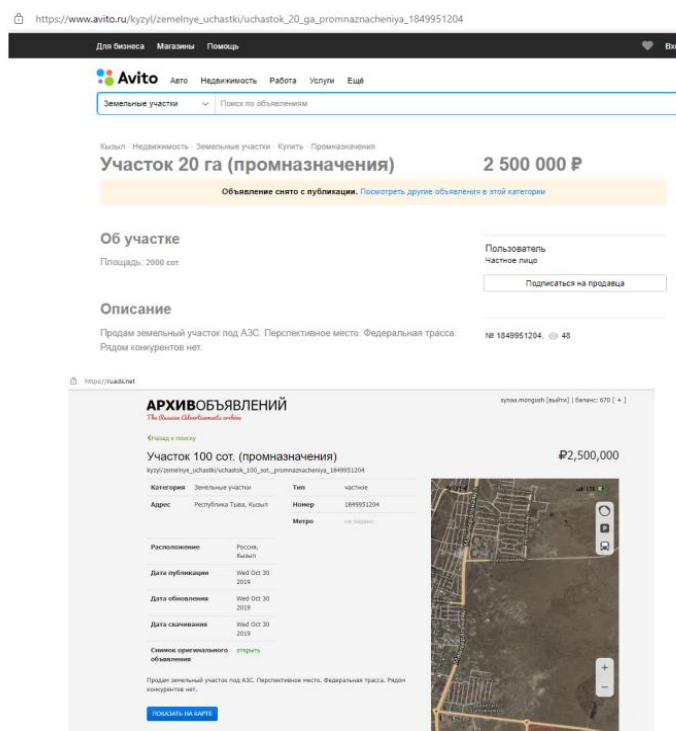 https://www.avito.ru/kyzyl/zemelnye_uchastki/uchastok_20_ga_promnaznacheniya_1849951204
Для бизнеса Магазины Помощь
Avito Авто Недвижимость Работа Услуги Ещё
Земельные участки Поиск по объявлениям
Кызыл · Недвижимость · Земельные участки · Купить · Промназначения
Участок 20 га (промназначения) 2 500 000 ₽
Объявление снято с публикации. Посмотреть другие объявления в этой категории
Об участке
Площадь: 2000 сот.
Пользователь
Частное лицо
Подписаться на продавца
Описание
Продам земельный участок под АЗС. Перспективное место. Федеральная трасса.
Рядом конкурентов нет.
№ 1849951204, 48
https://ruads.net
АРХИВОБЪЯВЛЕНИЙ
The Russian Advertisements archive
synaa.mongush [выйти] | баланс: 670 [ + ]
Назад к поиску
Участок 100 сот. (промназначения) ₽2,500,000
kyzyl/zemelnye_uchastki/uchastok_100_sot._promnaznacheniya_1849951204
Категория Земельные участки Тип частное
Адрес Республика Тыва, Кызыл Номер 1849951204
Метро не задано
Расположение Россия, Кызыл
Дата публикации Wed Oct 30 2019
Дата обновления Wed Oct 30 2019
Дата скачивания Wed Oct 30 2019
Снимок оригинального объявления открыть
Продам земельный участок под АЗС. Перспективное место. Федеральная трасса. Рядом
конкурентов нет.
ПОКАЗАТЬ НА КАРТЕ